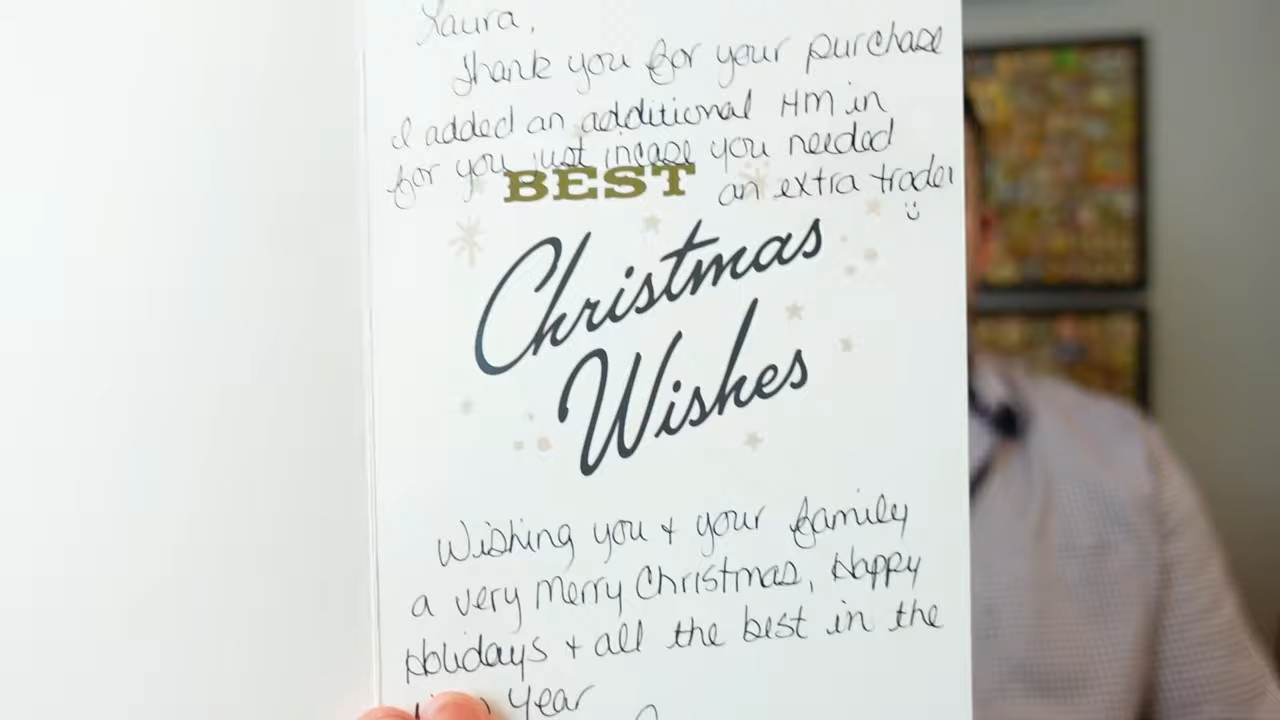 Laura,
Thank you for your purchase
I added an additional HM in
for you just incase you needed
an extra trader
BEST
Christmas
Wishes
Wishing you + your family
a very Merry Christmas, Happy
Holidays + all the best in the
Year